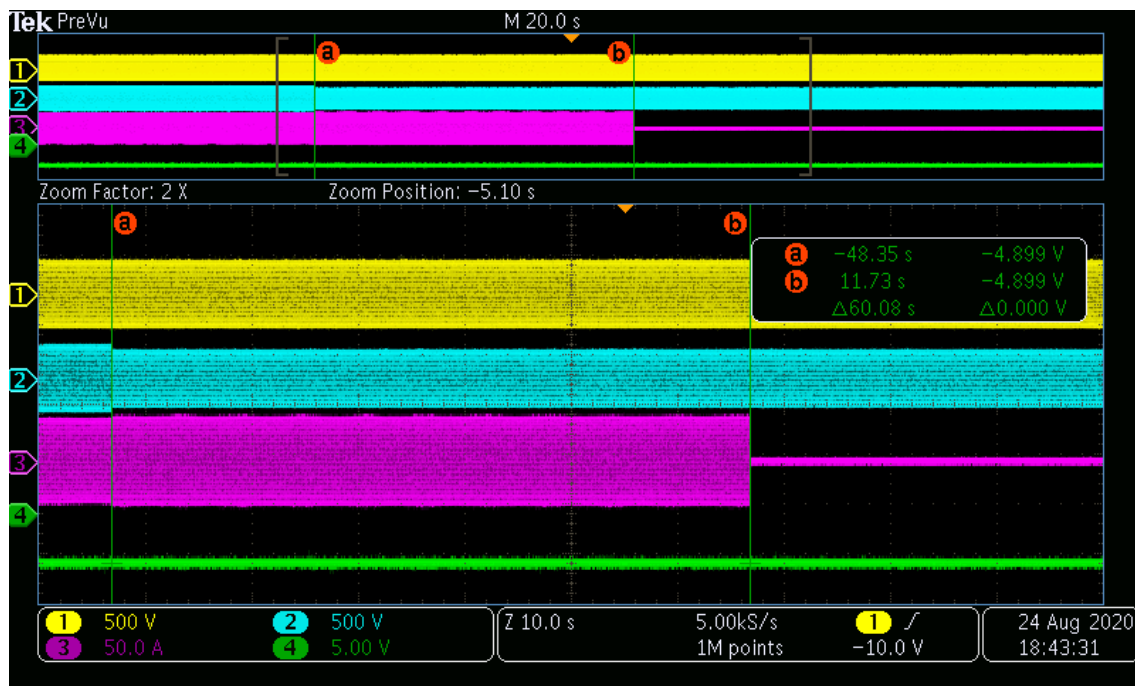 Tek PreVu M 20.0 s
a b
1
2
3
4
Zoom Factor: 2 X Zoom Position: −5.10 s
a b
a −48.35 s −4.899 V
b 11.73 s −4.899 V
Δ60.08 s Δ0.000 V
1
2
3
4
1 500 V 2 500 V Z 10.0 s 5.00kS/s 1 24 Aug 2020
3 50.0 A 4 5.00 V 1M points −10.0 V 18:43:31